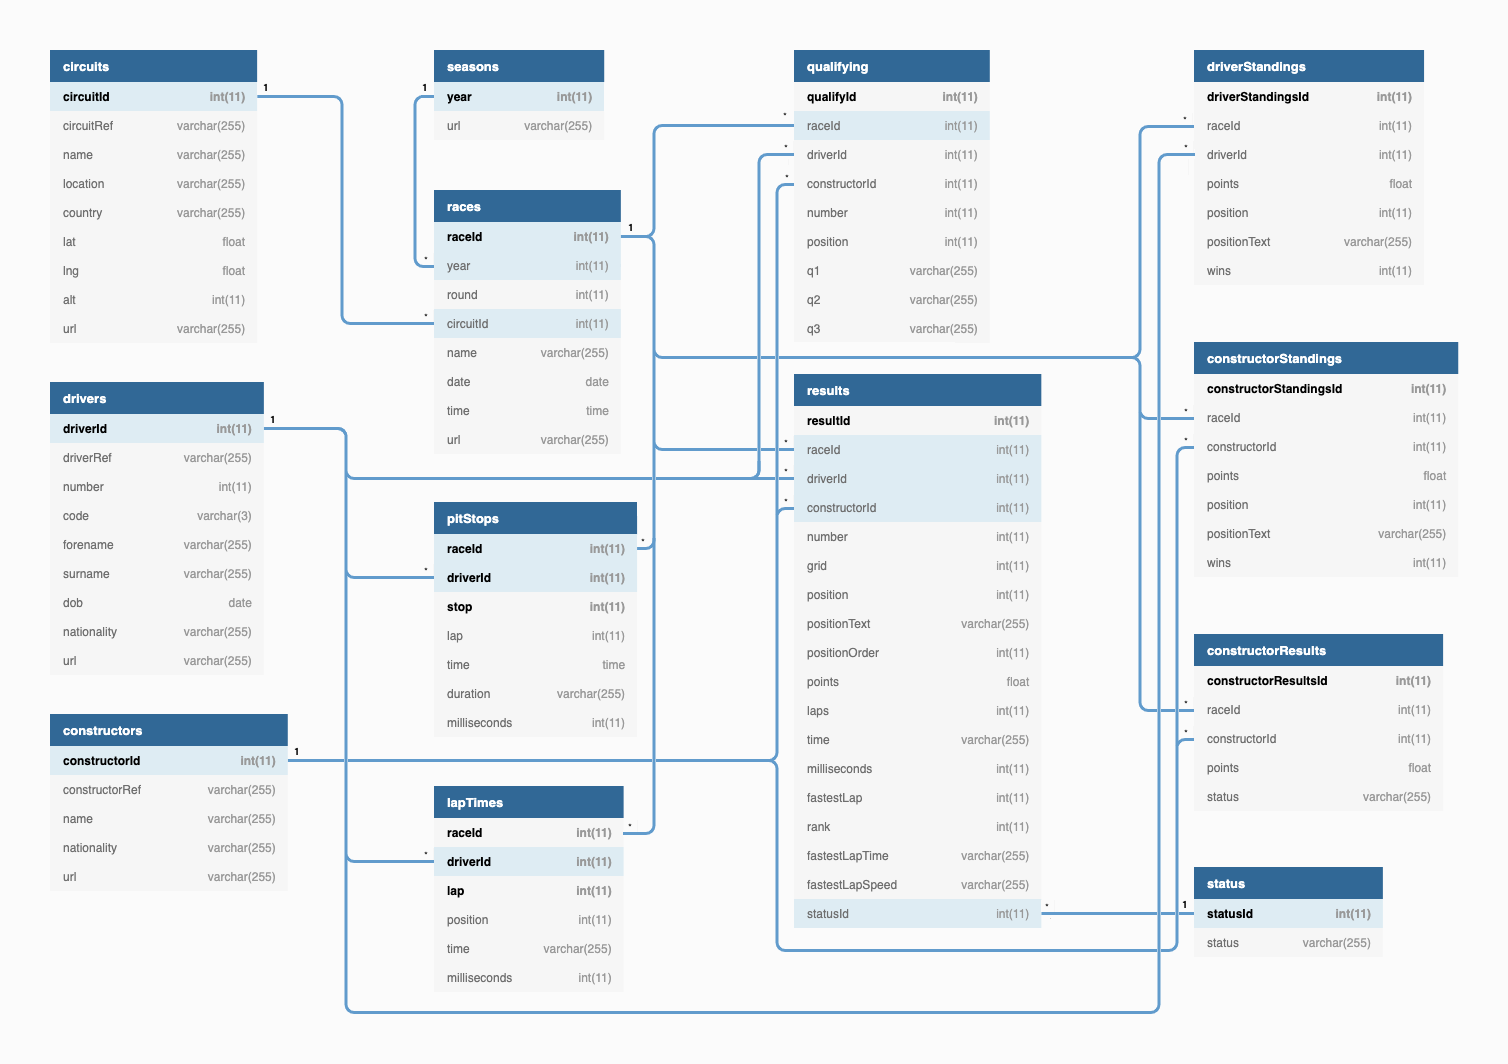 circuits
circuitId int(11)
circuitRef varchar(255)
name varchar(255)
location varchar(255)
country varchar(255)
lat float
lng float
alt int(11)
url varchar(255)
1
drivers
driverId int(11)
driverRef varchar(255)
number int(11)
code varchar(3)
forename varchar(255)
surname varchar(255)
dob date
nationality varchar(255)
url varchar(255)
1
constructors
constructorId int(11)
constructorRef varchar(255)
name varchar(255)
nationality varchar(255)
url varchar(255)
1
seasons
1
year int(11)
url varchar(255)
races
raceId int(11)
1
* year int(11)
round int(11)
* circuitId int(11)
name varchar(255)
date date
time time
url varchar(255)
pitStops
raceId int(11) *
* driverId int(11)
stop int(11)
lap int(11)
time time
duration varchar(255)
milliseconds int(11)
lapTimes
raceId int(11) *
* driverId int(11)
lap int(11)
position int(11)
time varchar(255)
milliseconds int(11)
qualifying
qualifyId int(11)
* raceId int(11)
* driverId int(11)
* constructorId int(11)
number int(11)
position int(11)
q1 varchar(255)
q2 varchar(255)
q3 varchar(255)
results
resultId int(11)
* raceId int(11)
* driverId int(11)
* constructorId int(11)
number int(11)
grid int(11)
position int(11)
positionText varchar(255)
positionOrder int(11)
points float
laps int(11)
time varchar(255)
milliseconds int(11)
fastestLap int(11)
rank int(11)
fastestLapTime varchar(255)
fastestLapSpeed varchar(255)
statusId int(11) *
driverStandings
driverStandingsId int(11)
* raceId int(11)
* driverId int(11)
points float
position int(11)
positionText varchar(255)
wins int(11)
constructorStandings
constructorStandingsId int(11)
* raceId int(11)
* constructorId int(11)
points float
position int(11)
positionText varchar(255)
wins int(11)
constructorResults
constructorResultsId int(11)
* raceId int(11)
* constructorId int(11)
points float
status varchar(255)
status
1
statusId int(11)
status varchar(255)